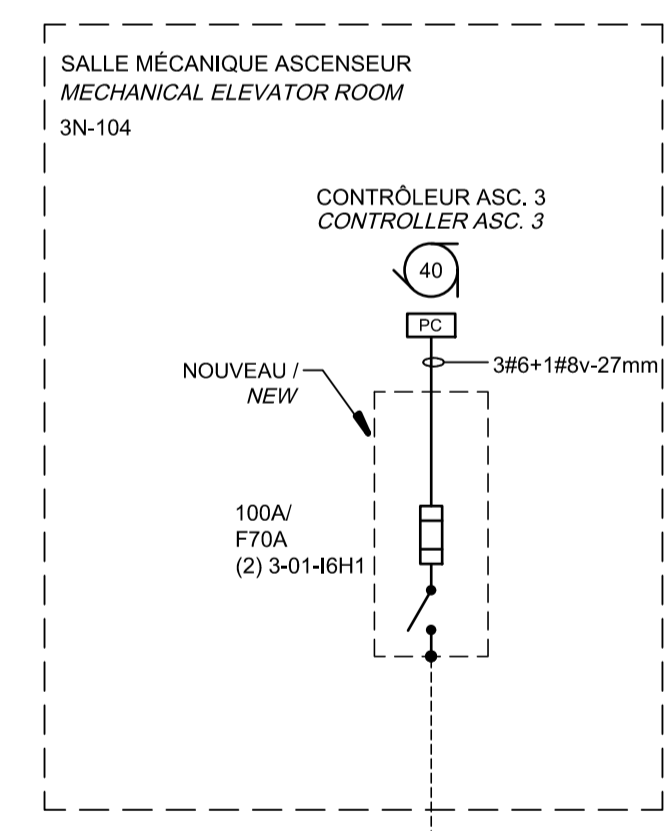 SALLE MÉCANIQUE ASCENSEUR
MECHANICAL ELEVATOR ROOM
3N-104
CONTRÔLEUR ASC. 3
CONTROLLER ASC. 3
40
PC
3#6+1#8v-27mm
NOUVEAU /
NEW
100A/
F70A
(2) 3-01-I6H1